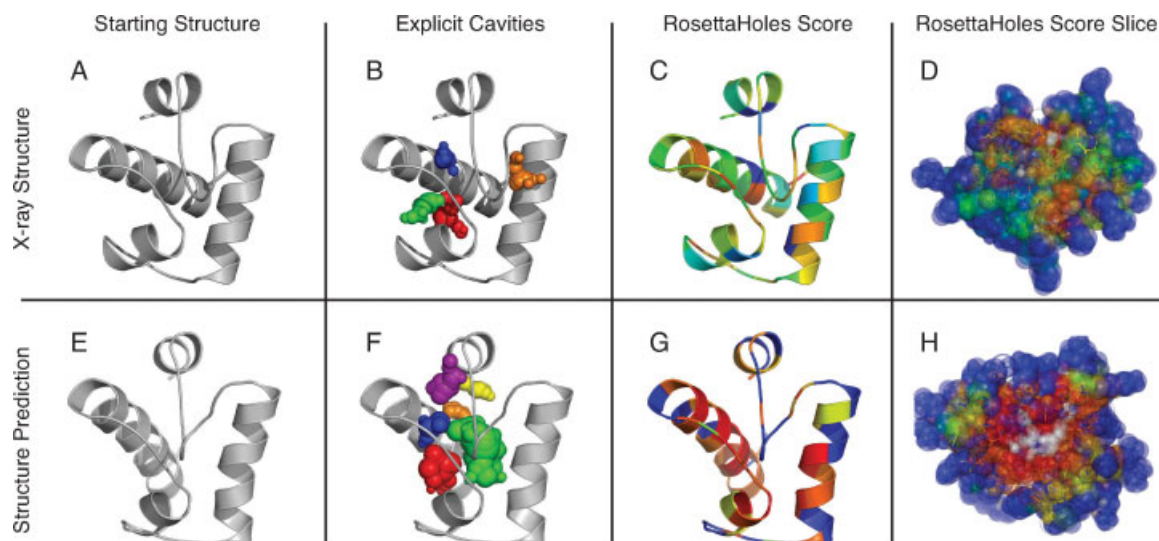 Starting Structure
Explicit Cavities
RosettaHoles Score
RosettaHoles Score Slice
X-ray Structure
A
B
C
D
Structure Prediction
E
F
G
H